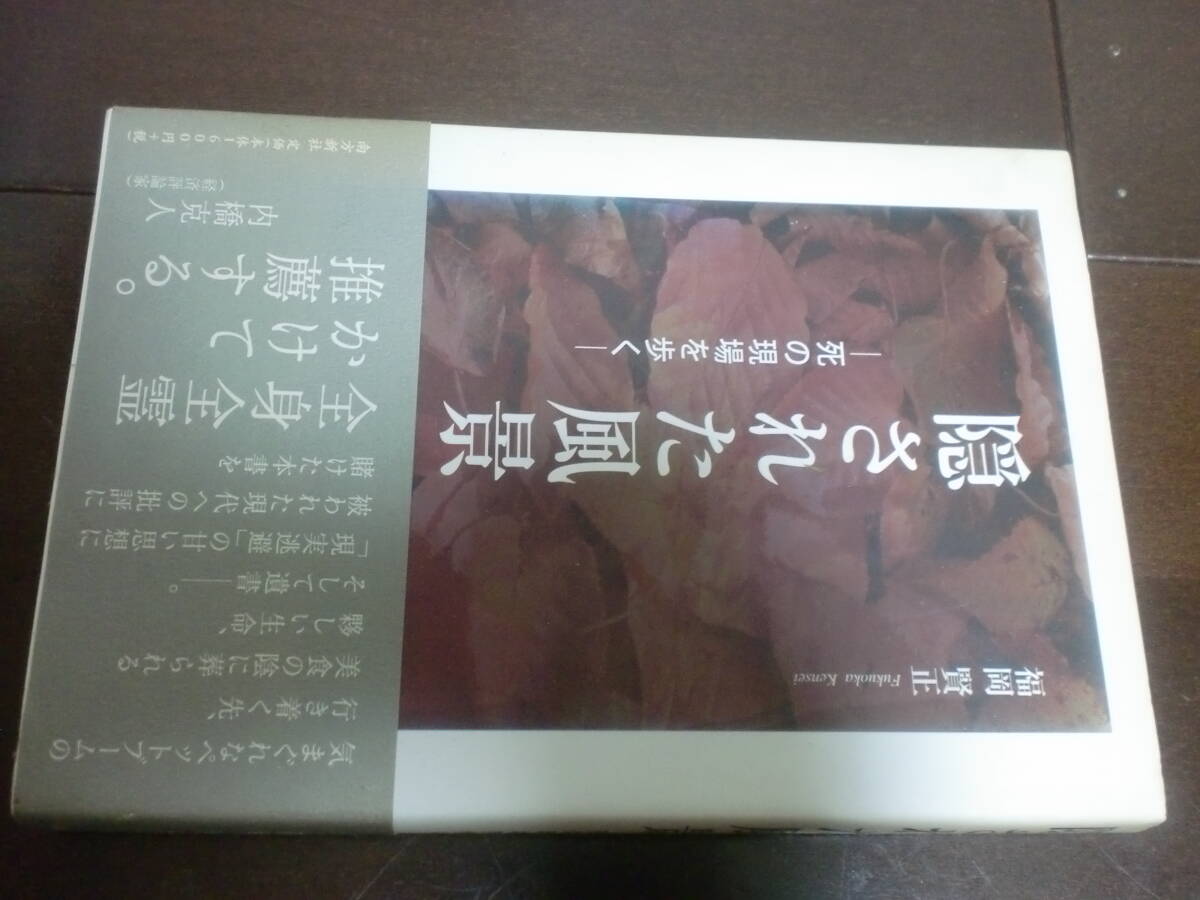 隠された風景
―死の現場を歩く―
福岡賢正
Fukuoka Kensei
気まぐれなペットブームの
行き着く先、
美食の陰に葬られる
夥しい生命、
そして遺書――。
「現実逃避」の甘い思想に
被われた現代への批評に
賭けた本書を
全身全霊
かけて
推薦する。
内橋克人
(経済評論家)
南方新社 定価(本体1600円+税)